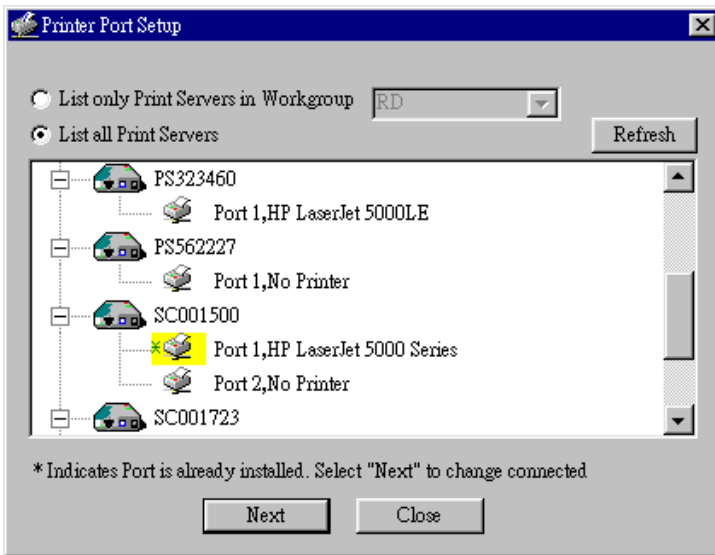 Printer Port Setup
List only Print Servers in Workgroup RD
List all Print Servers
Refresh
PS323460
Port 1,HP LaserJet 5000LE
PS562227
Port 1,No Printer
SC001500
* Port 1,HP LaserJet 5000 Series
Port 2,No Printer
SC001723
* Indicates Port is already installed. Select "Next" to change connected
Next Close